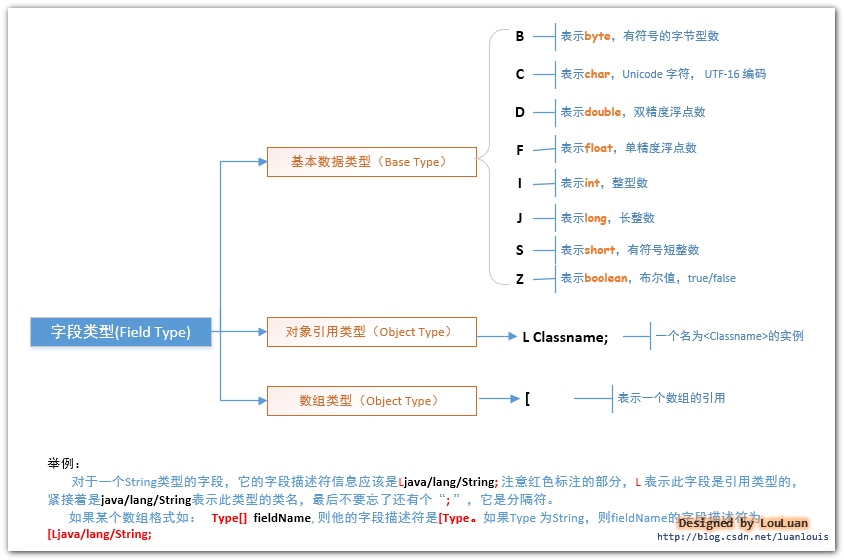 B 表示byte，有符号的字节型数
C 表示char，Unicode 字符， UTF-16 编码
D 表示double，双精度浮点数
F 表示float，单精度浮点数
基本数据类型（Base Type）
I 表示int，整型数
J 表示long，长整数
S 表示short，有符号短整数
Z 表示boolean，布尔值，true/false
字段类型(Field Type)
对象引用类型（Object Type）
L Classname; 一个名为<Classname>的实例
数组类型（Object Type）
[ 表示一个数组的引用
举例：
对于一个String类型的字段，它的字段描述符信息应该是Ljava/lang/String; 注意红色标注的部分，L 表示此字段是引用类型的，
紧接着是java/lang/String表示此类型的类名，最后不要忘了还有个“；”，它是分隔符。
如果某个数组格式如： Type[] fieldName, 则他的字段描述符是[Type。如果Type 为String，则fieldName的字段描述符为
[Ljava/lang/String;
Designed by LouLuan
http://blog.csdn.net/luanlouis